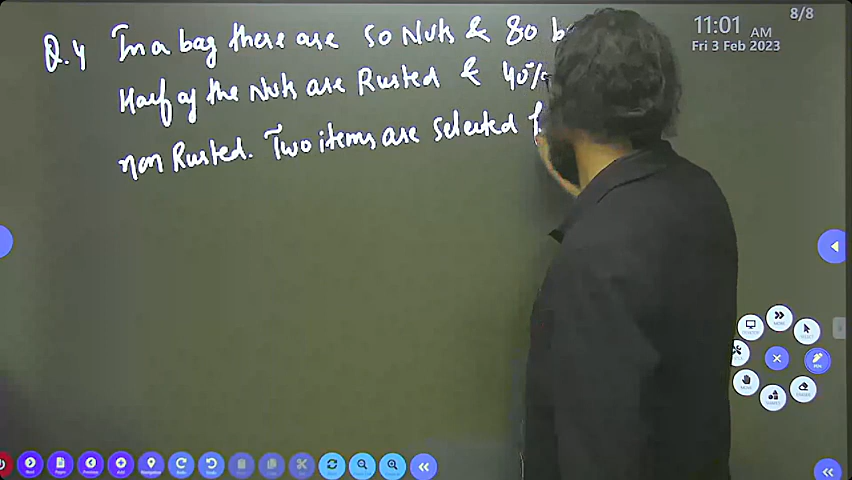 11:01 AM
8/8
Fri 3 Feb 2023
Q.4 In a bag there are 50 Nuts & 80
Half of the Nuts are Rusted & 40%
non Rusted. Two items are selected